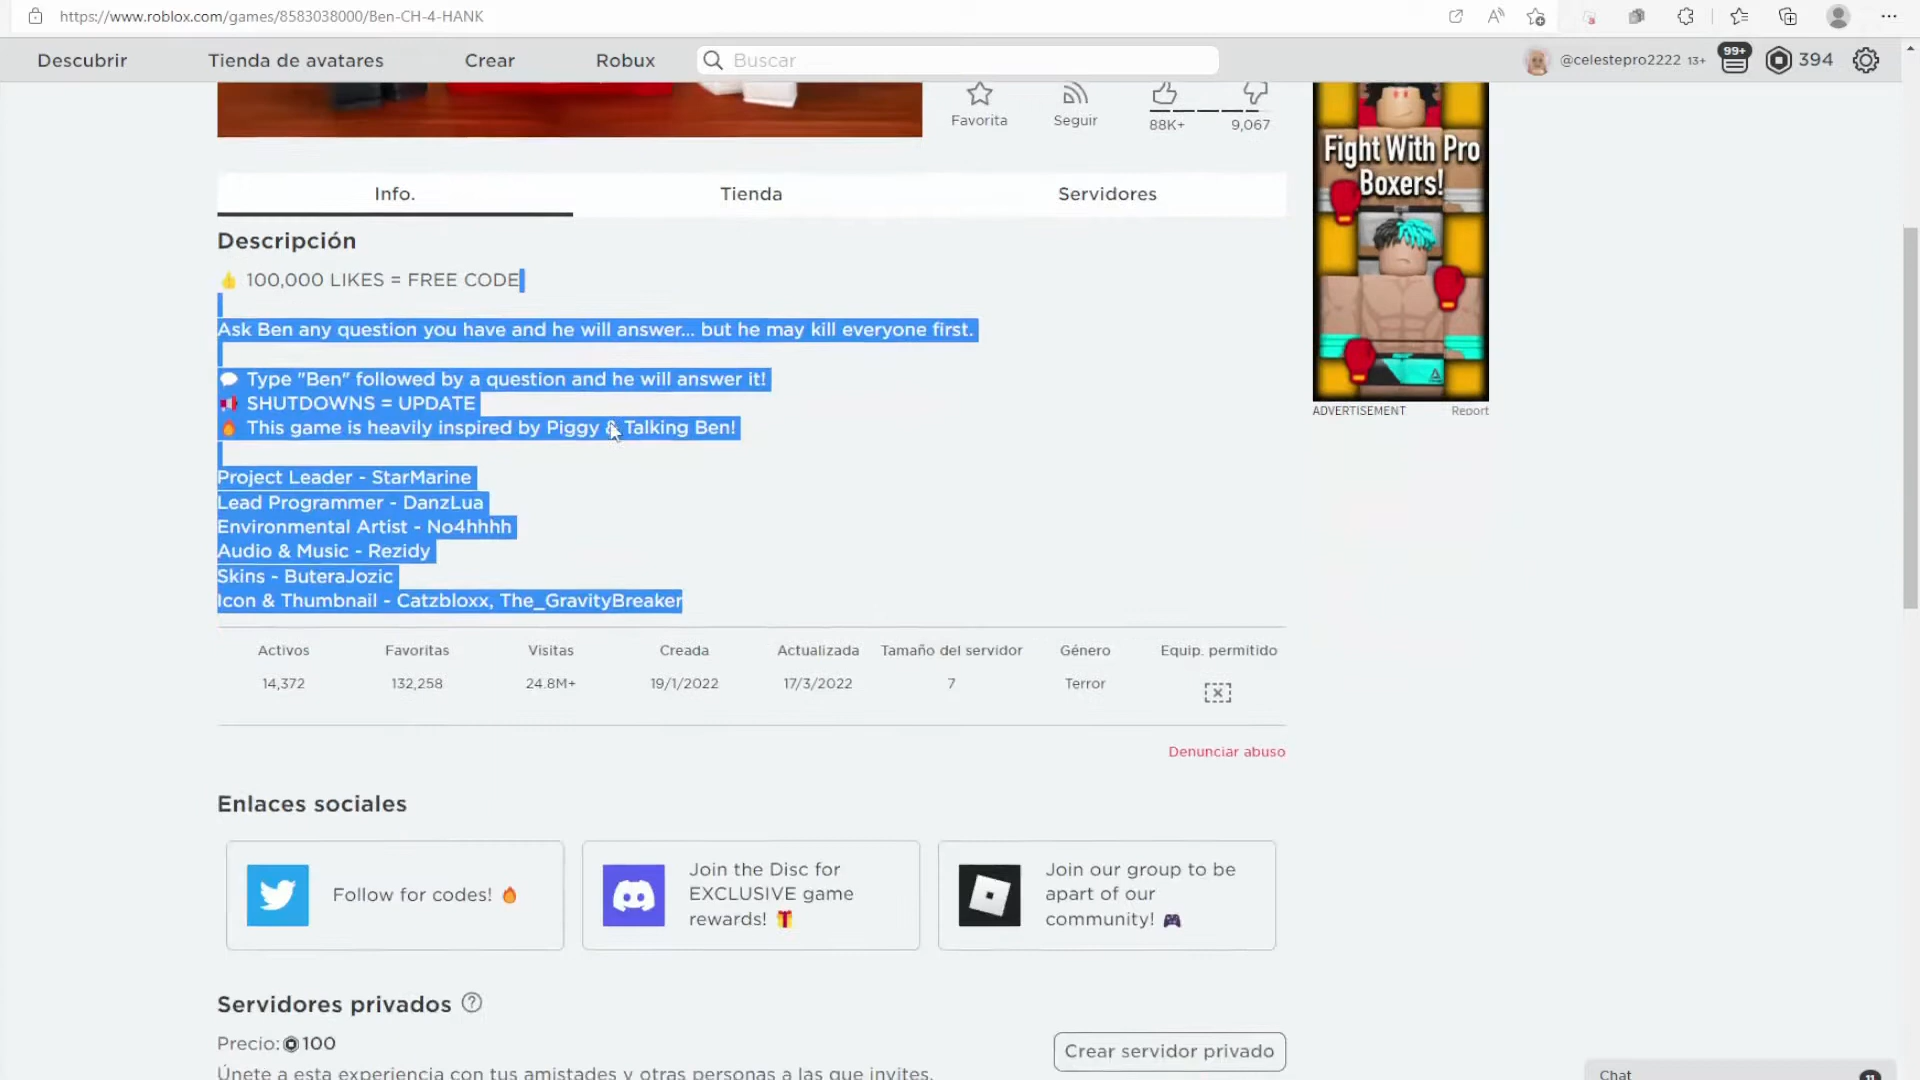 https://www.roblox.com/games/8583038000/Ben-CH-4-HANK
Descubrir Tienda de avatares Crear Robux Buscar @celestepro2222 13+ 99+ 394
Favorita Seguir 88K+ 9,067
Fight With Pro
Boxers!
Info. Tienda Servidores
Descripción
👍 100,000 LIKES = FREE CODE
Ask Ben any question you have and he will answer... but he may kill everyone first.
💬 Type "Ben" followed by a question and he will answer it!
📢 SHUTDOWNS = UPDATE
🔥 This game is heavily inspired by Piggy & Talking Ben!
ADVERTISEMENT Report
Project Leader - StarMarine
Lead Programmer - DanzLua
Environmental Artist - No4hhhh
Audio & Music - Rezidy
Skins - ButeraJozic
Icon & Thumbnail - Catzbloxx, The_GravityBreaker
Activos Favoritas Visitas Creada Actualizada Tamaño del servidor Género Equip. permitido
14,372 132,258 24.8M+ 19/1/2022 17/3/2022 7 Terror
Denunciar abuso
Enlaces sociales
Follow for codes! 🔥
Join the Disc for
EXCLUSIVE game
rewards! 🎁
Join our group to be
apart of our
community! 🎮
Servidores privados
Precio: 100
Crear servidor privado
Únete a esta experiencia con tus amistades y otras personas a las que invites.
Chat 11